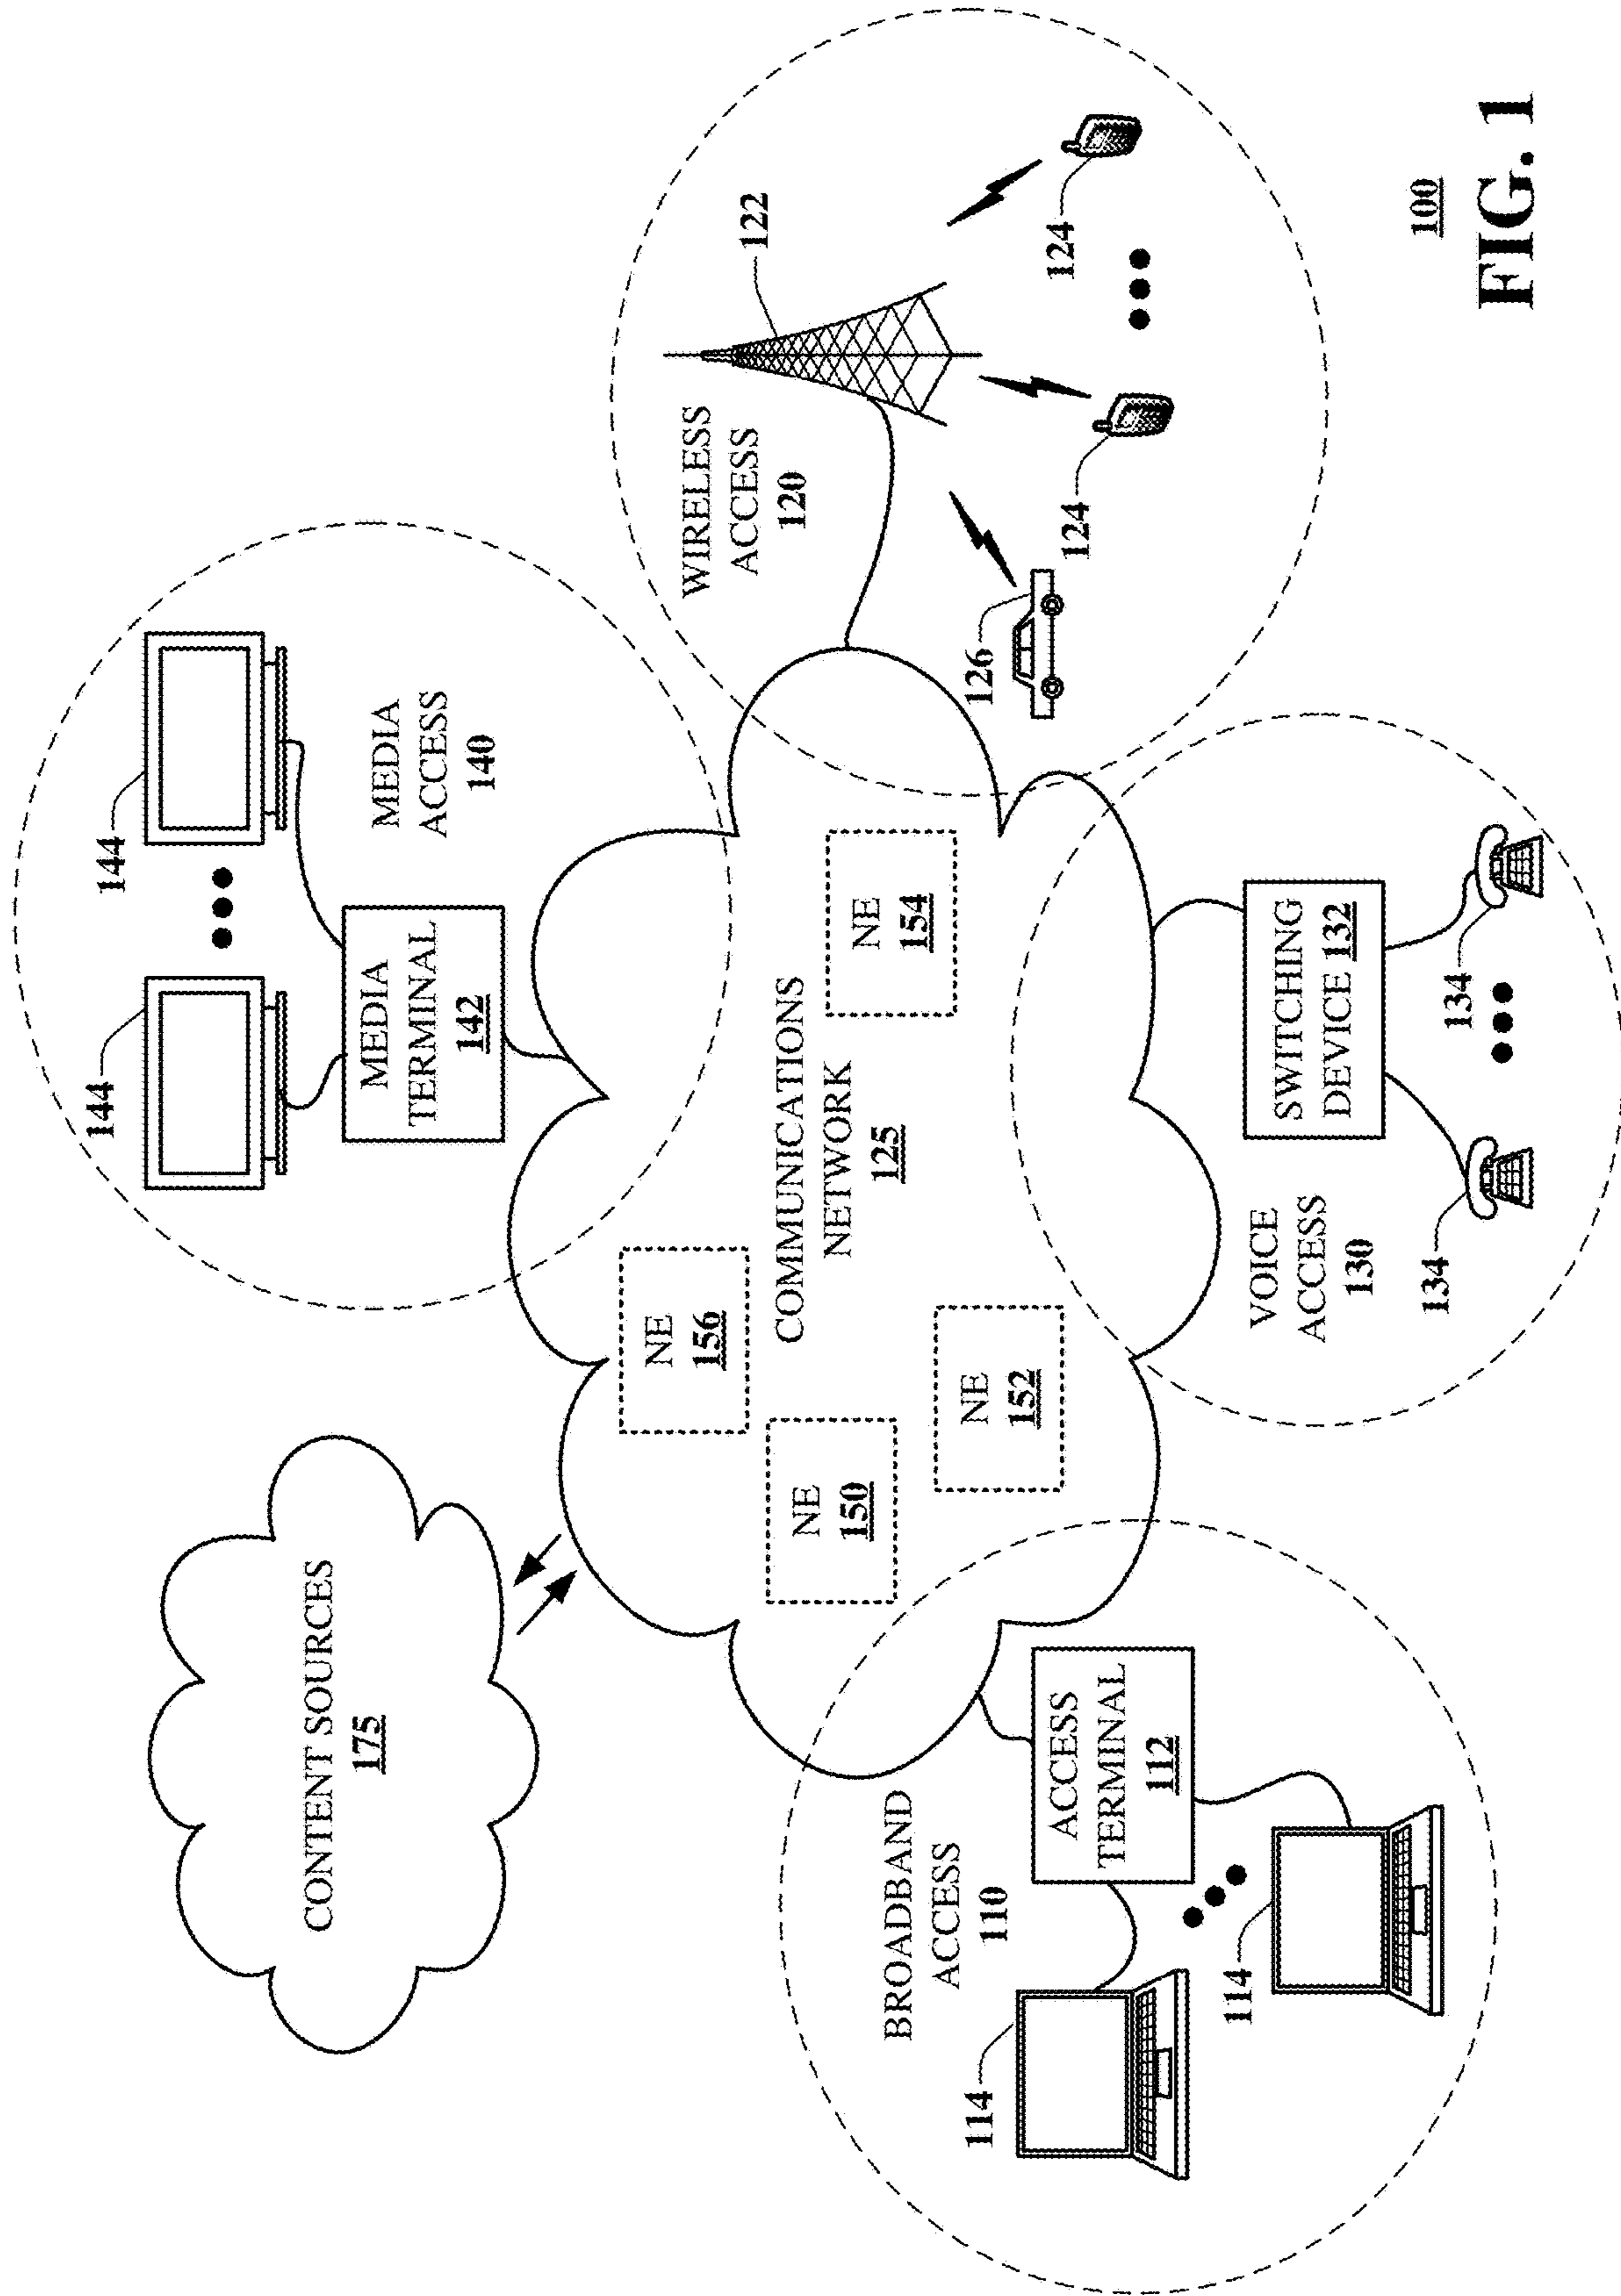 CONTENT SOURCES
175
144
144
MEDIA
TERMINAL
142
MEDIA
ACCESS
140
WIRELESS
ACCESS
120
122
124
124
126
NE
156
NE
150
NE
152
NE
154
COMMUNICATIONS
NETWORK
125
BROADBAND
ACCESS
110
ACCESS
TERMINAL
112
114
114
VOICE
ACCESS
130
SWITCHING
DEVICE 132
134
134
100
FIG. 1